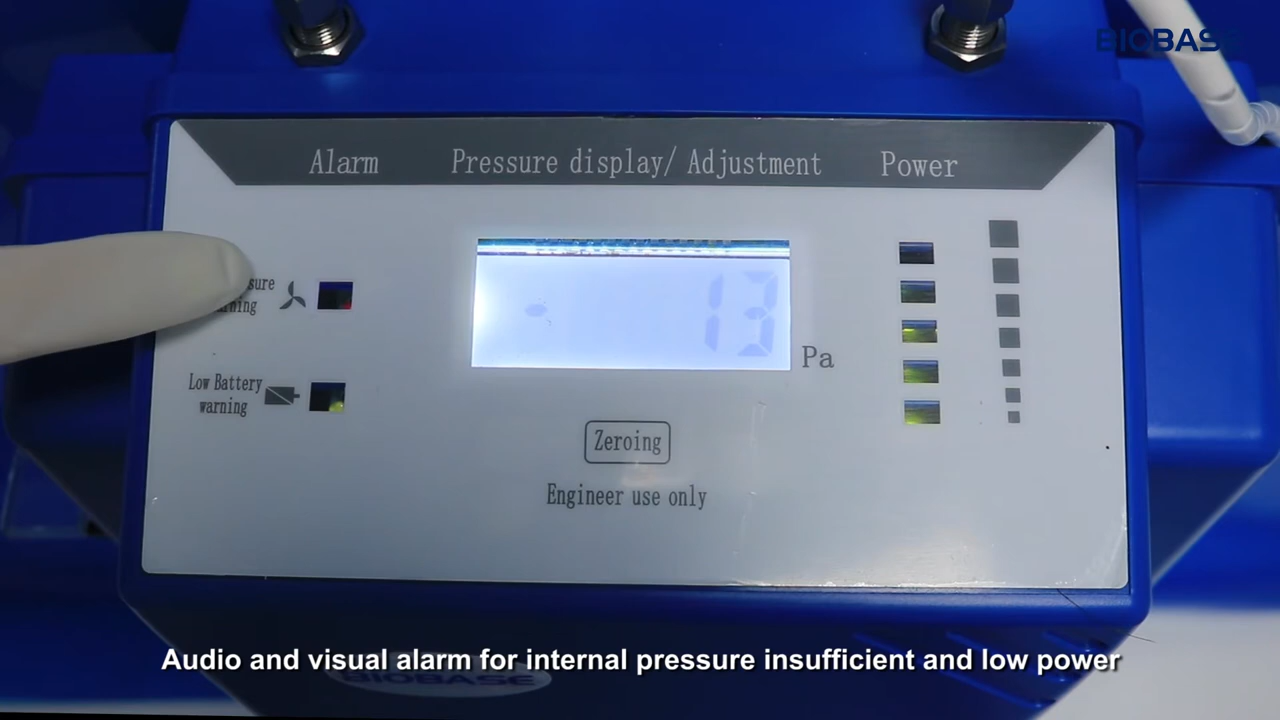 BIOBASE
Alarm
Pressure display/ Adjustment
Power
13
Pa
Low Battery
warning
Zeroing
Engineer use only
Audio and visual alarm for internal pressure insufficient and low power
BIOBASE